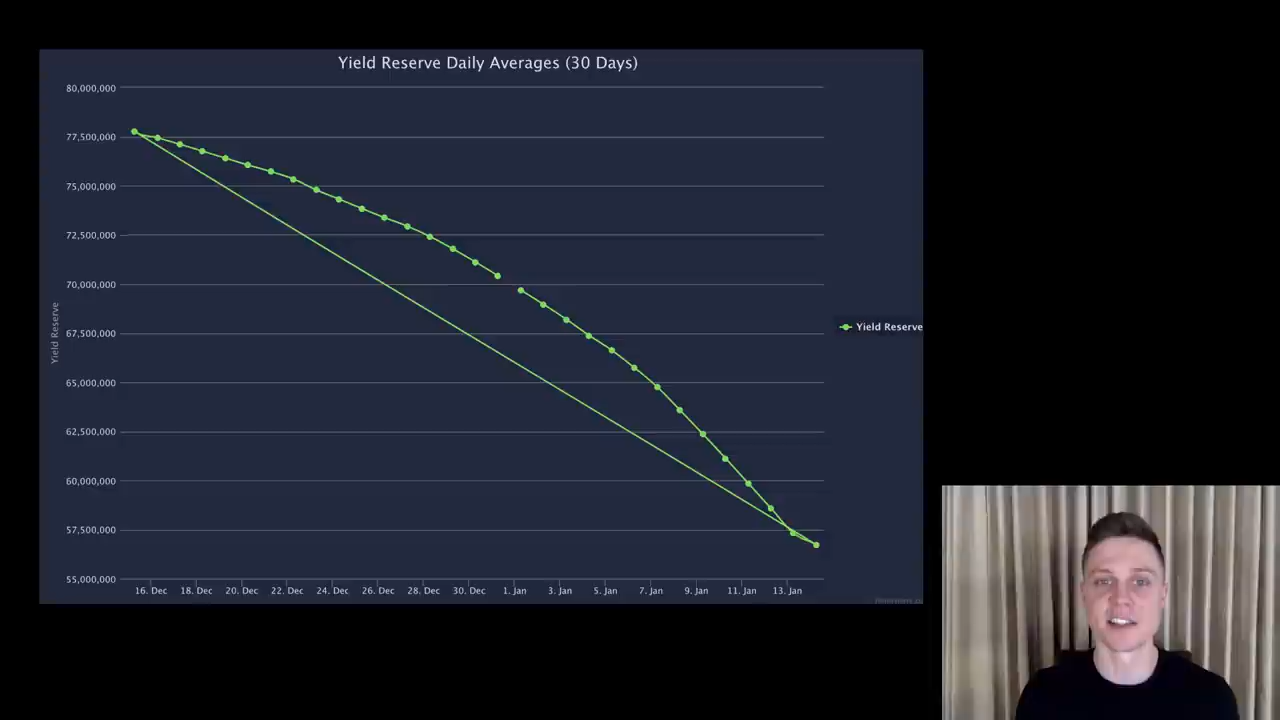 Yield Reserve Daily Averages (30 Days)
80,000,000
77,500,000
75,000,000
72,500,000
70,000,000
67,500,000
65,000,000
62,500,000
60,000,000
57,500,000
55,000,000
Yield Reserve
16. Dec 18. Dec 20. Dec 22. Dec 24. Dec 26. Dec 28. Dec 30. Dec 1. Jan 3. Jan 5. Jan 7. Jan 9. Jan 11. Jan 13. Jan
Yield Reserve